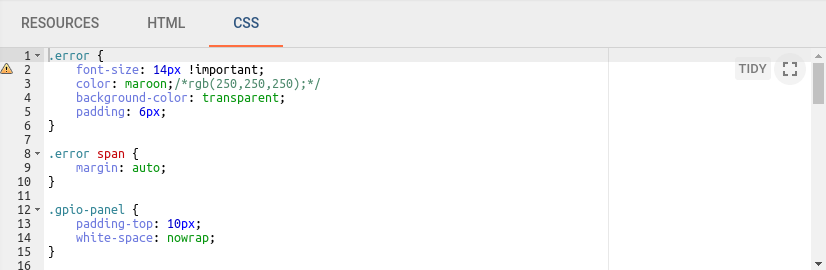 RESOURCES HTML CSS
1 .error {
2 font-size: 14px !important;
3 color: maroon;/*rgb(250,250,250);*/
4 background-color: transparent;
5 padding: 6px;
6 }
7
8 .error span {
9 margin: auto;
10 }
11
12 .gpio-panel {
13 padding-top: 10px;
14 white-space: nowrap;
15 }
16
TIDY